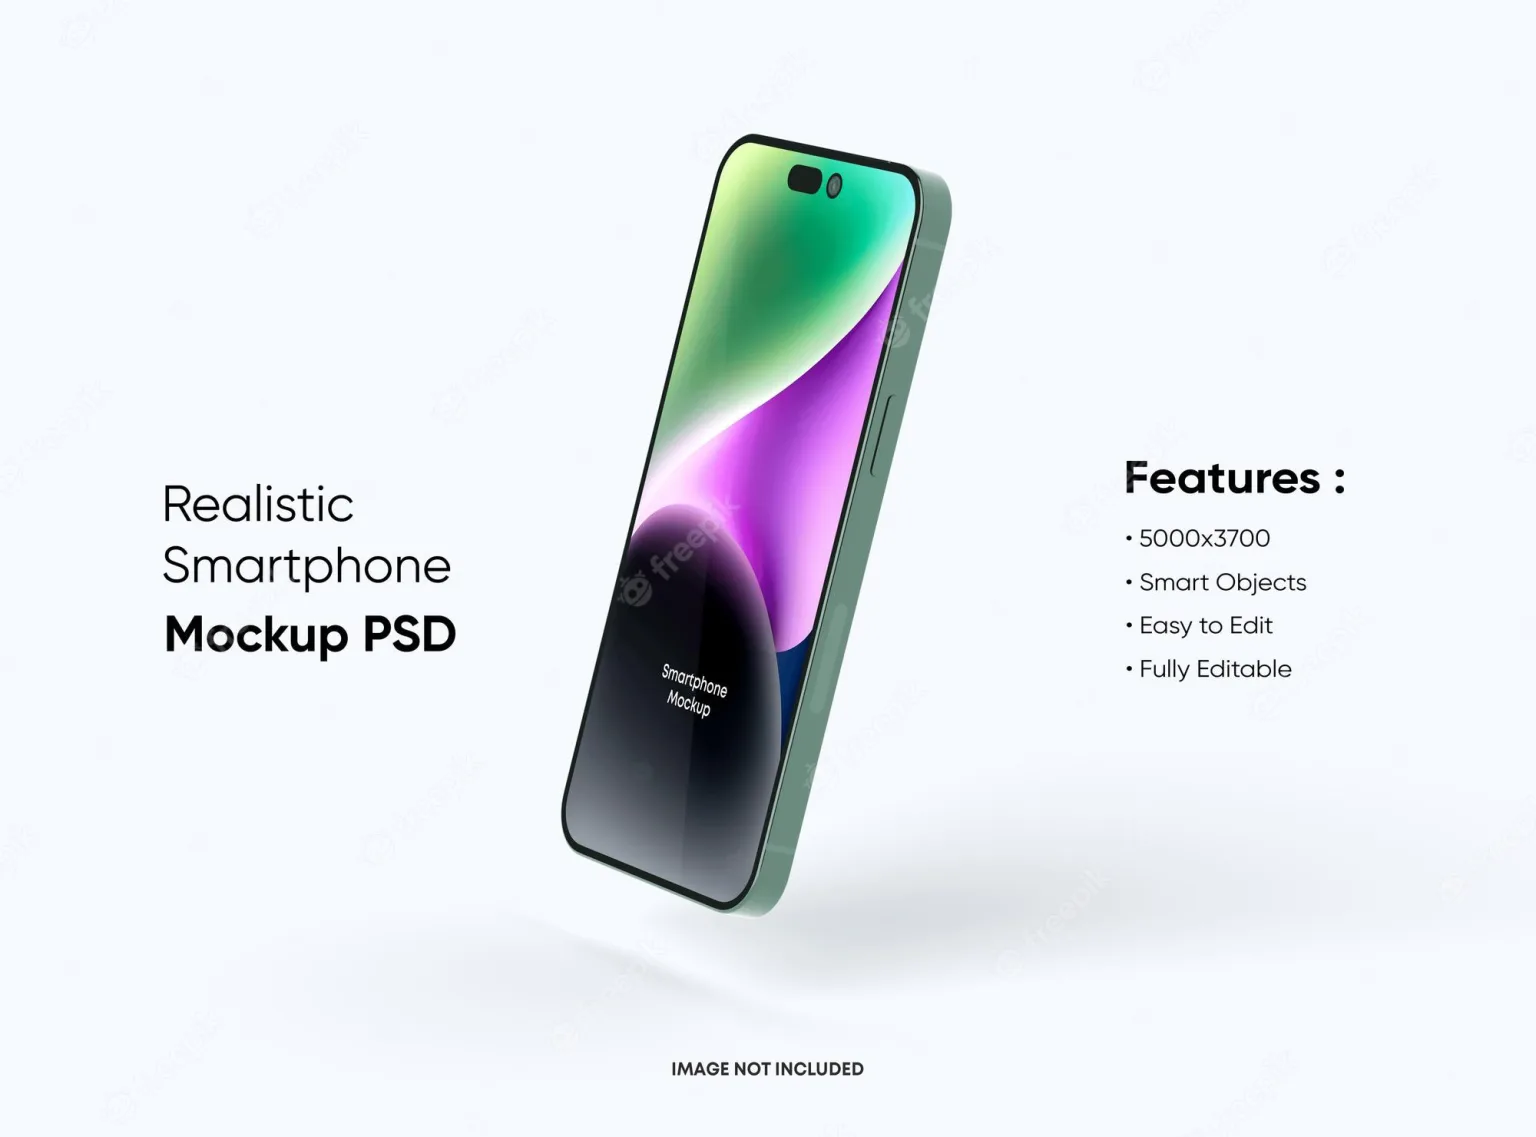 Realistic
Smartphone
Mockup PSD
Smartphone
Mockup
Features :
• 5000x3700
• Smart Objects
• Easy to Edit
• Fully Editable
IMAGE NOT INCLUDED
freepik